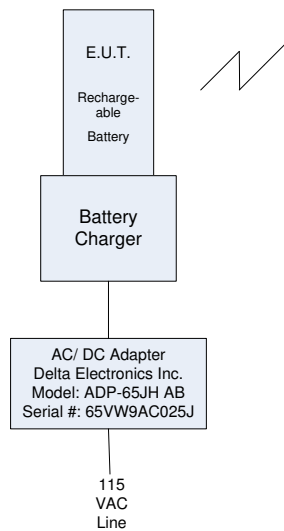 E.U.T.
Recharge-
able
Battery
Battery
Charger
AC/ DC Adapter
Delta Electronics Inc.
Model: ADP-65JH AB
Serial #: 65VW9AC025J
115
VAC
Line